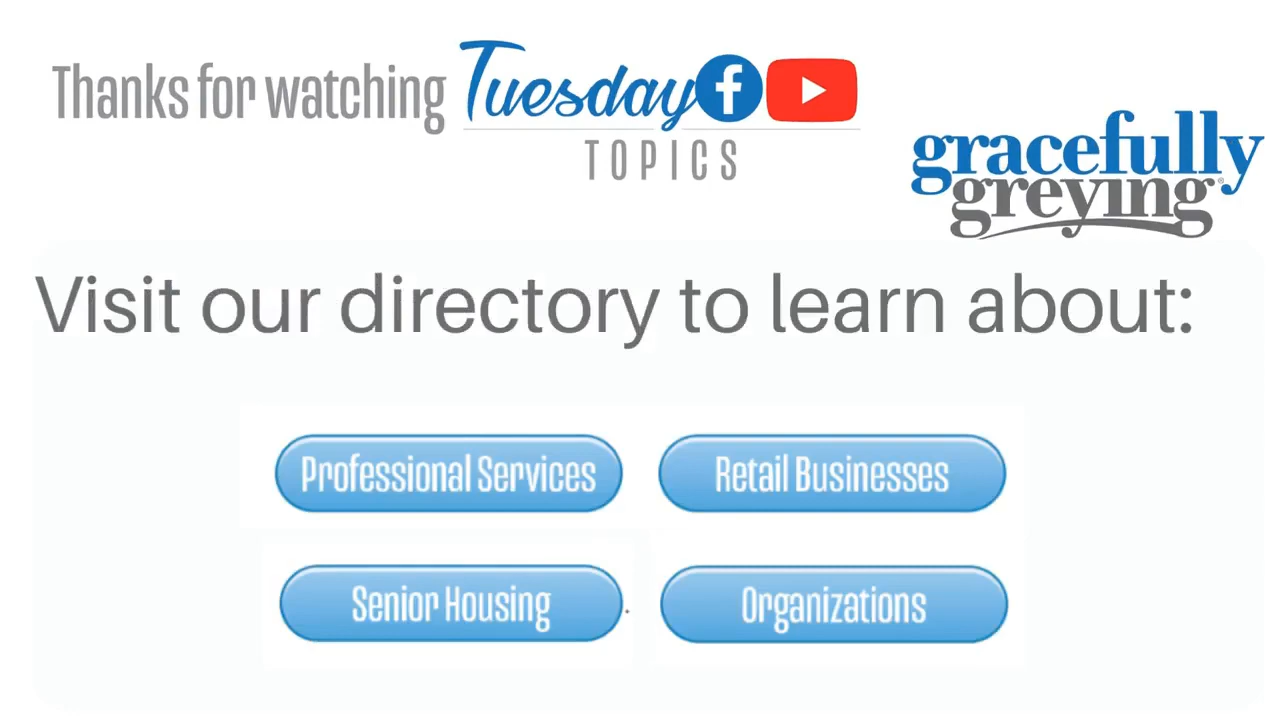 Thanks for watching Tuesday
TOPICS
gracefully
greying®
Visit our directory to learn about:
Professional Services
Retail Businesses
Senior Housing
Organizations